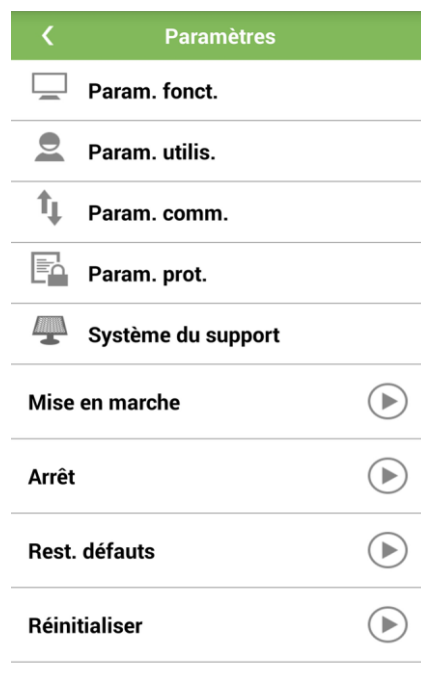 Paramètres
Param. fonct.
Param. utilis.
Param. comm.
Param. prot.
Système du support
Mise en marche
Arrêt
Rest. défauts
Réinitialiser